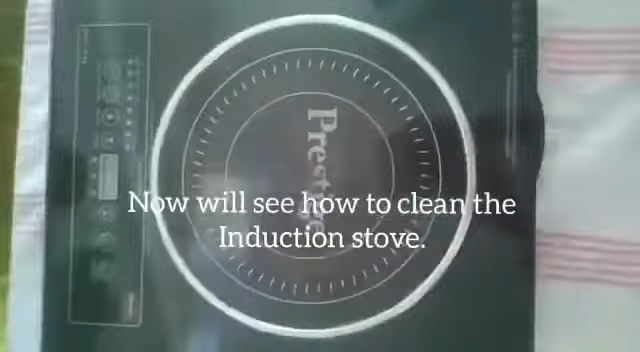 Prestige
Now will see how to clean the
Induction stove.